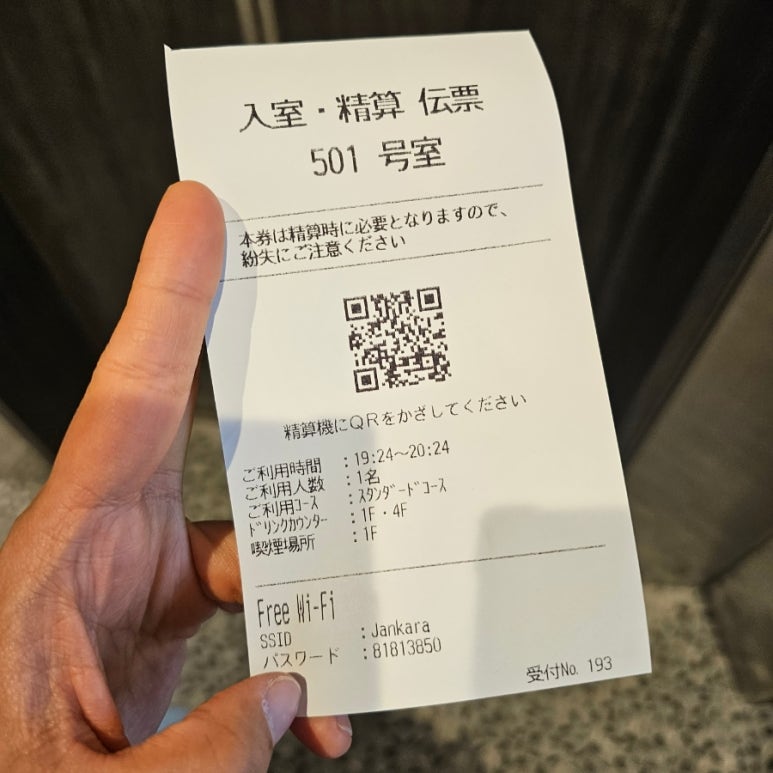 入室・精算 伝票
501 号室
本券は精算時に必要となりますので、
紛失にご注意ください
精算機にQRをかざしてください
ご利用時間 :19:24～20:24
ご利用人数 :1名
ご利用ｺｰｽ :ｽﾀﾝﾀﾞｰﾄﾞｺｰｽ
ﾄﾞﾘﾝｸｶｳﾝﾀｰ :1F・4F
喫煙場所 :1F
Free Wi-Fi
SSID :Jankara
パスワード :81813850
受付No. 193